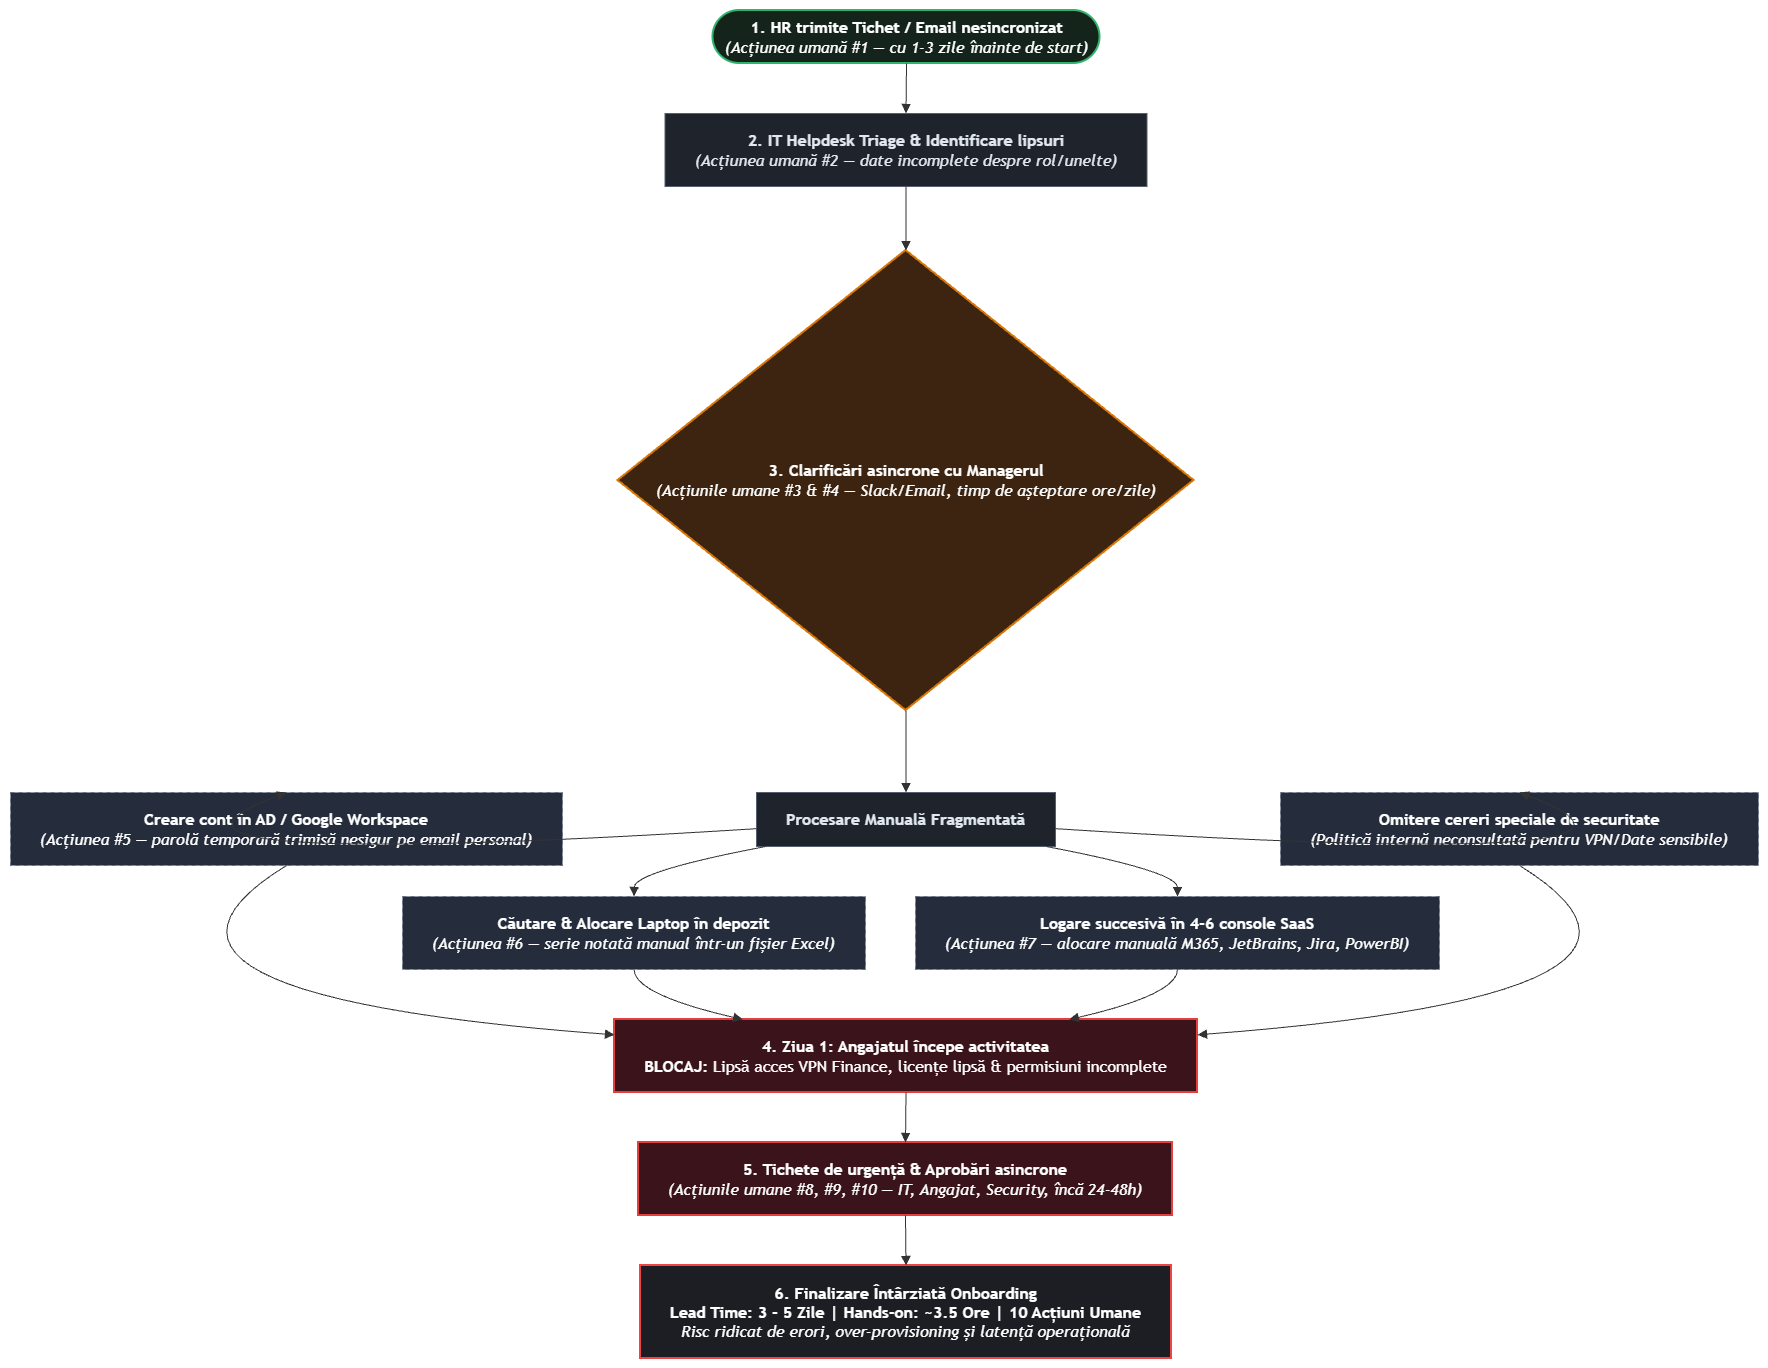 1. HR trimite Tichet / Email nesincronizat
(Acțiunea umană #1 — cu 1-3 zile înainte de start)
2. IT Helpdesk Triage & Identificare lipsuri
(Acțiunea umană #2 — date incomplete despre rol/unelte)
3. Clarificări asincrone cu Managerul
(Acțiunile umane #3 & #4 — Slack/Email, timp de așteptare ore/zile)
Creare cont în AD / Google Workspace
(Acțiunea #5 — parolă temporară trimisă nesigur pe email personal)
Procesare Manuală Fragmentată
Omitere cereri speciale de securitate
(Politică internă neconsultată pentru VPN/Date sensibile)
Căutare & Alocare Laptop în depozit
(Acțiunea #6 — serie notată manual într-un fișier Excel)
Logare succesivă în 4-6 console SaaS
(Acțiunea #7 — alocare manuală M365, JetBrains, Jira, PowerBI)
4. Ziua 1: Angajatul începe activitatea
BLOCAJ: Lipsă acces VPN Finance, licențe lipsă & permisiuni incomplete
5. Tichete de urgență & Aprobări asincrone
(Acțiunile umane #8, #9, #10 — IT, Angajat, Security, încă 24-48h)
6. Finalizare Întârziată Onboarding
Lead Time: 3 - 5 Zile | Hands-on: ~3.5 Ore | 10 Acțiuni Umane
Risc ridicat de erori, over-provisioning și latență operațională